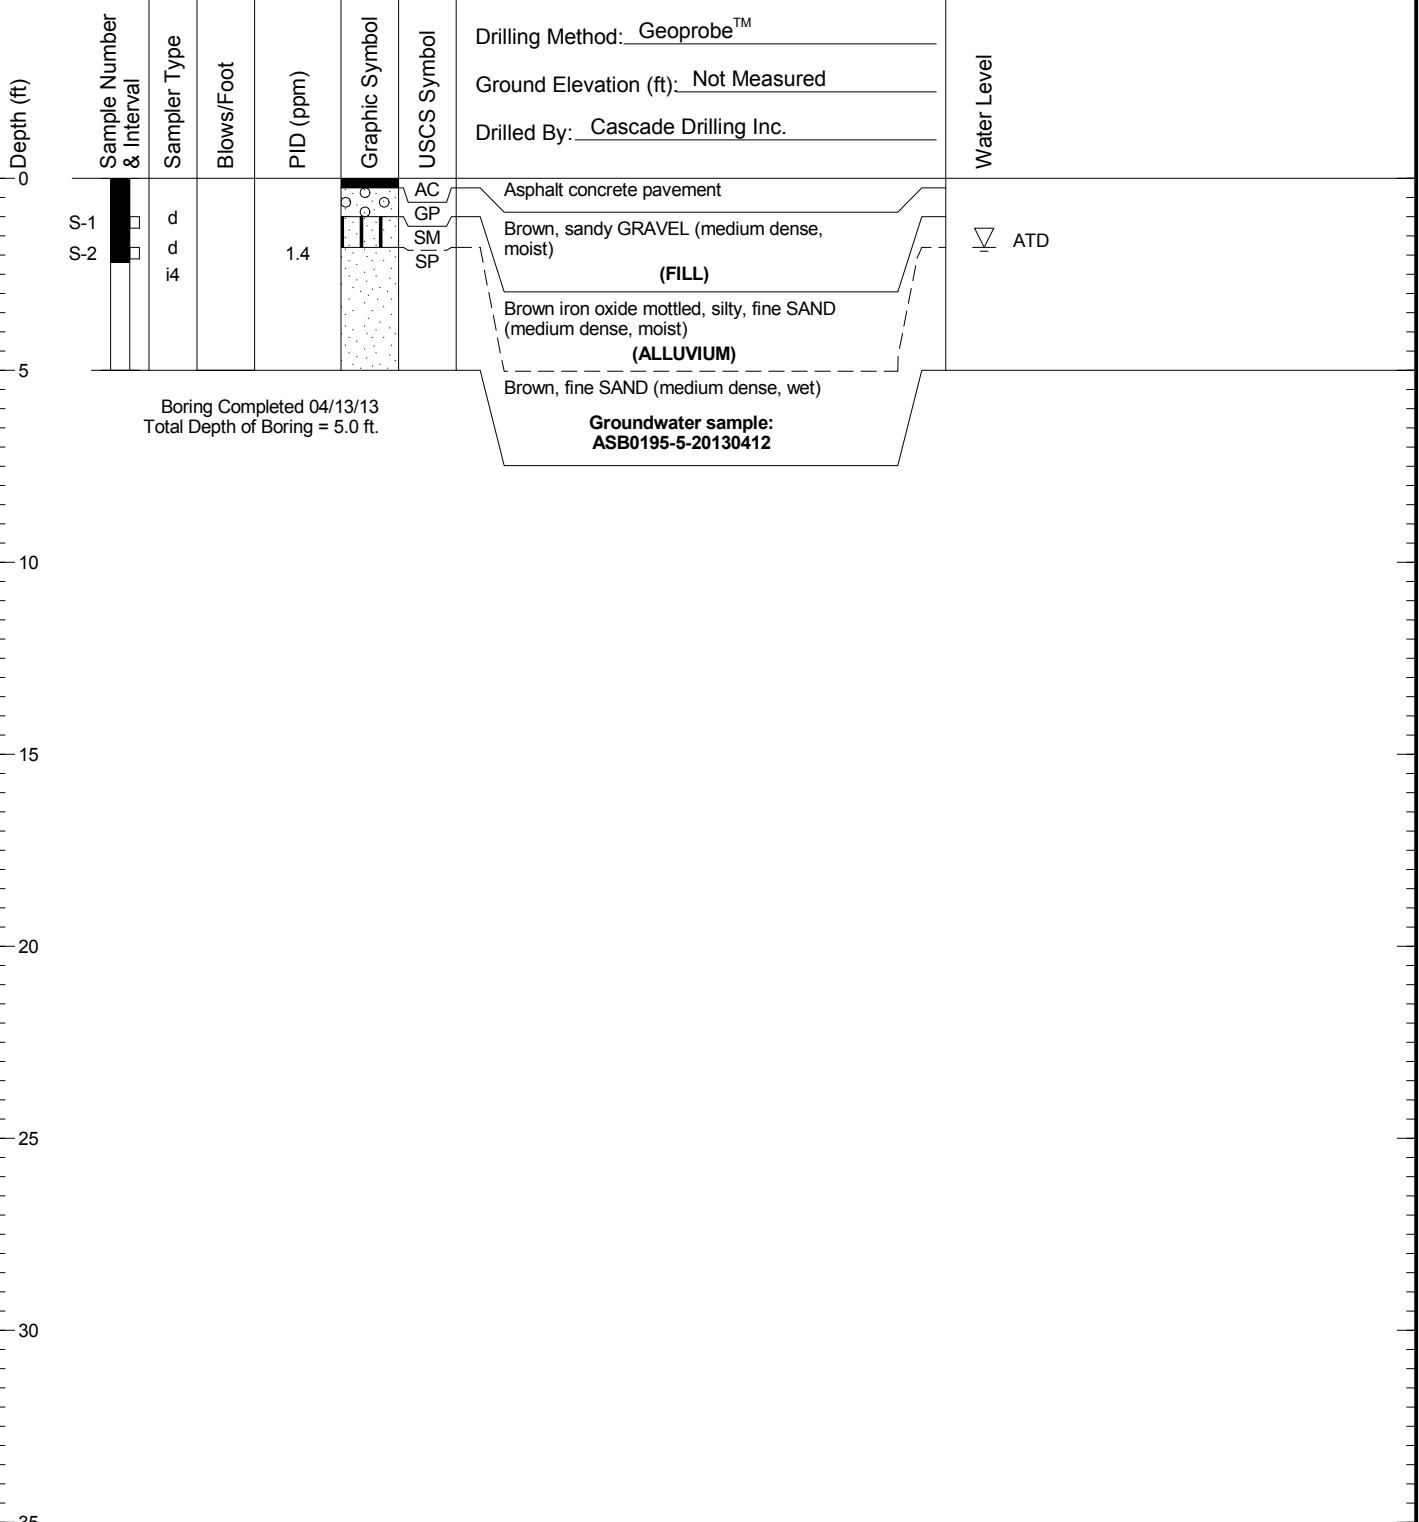 Depth (ft)
Sample Number
& Interval
Sampler Type
Blows/Foot
PID (ppm)
Graphic Symbol
USCS Symbol
Drilling Method: Geoprobe™
Ground Elevation (ft): Not Measured
Drilled By: Cascade Drilling Inc.
Water Level
0
AC
Asphalt concrete pavement
S-1
d
GP
Brown, sandy GRAVEL (medium dense,
moist)
(FILL)
SM
ATD
S-2
d
1.4
SP
i4
Brown iron oxide mottled, silty, fine SAND
(medium dense, moist)
(ALLUVIUM)
5
Brown, fine SAND (medium dense, wet)
Boring Completed 04/13/13
Total Depth of Boring = 5.0 ft.
Groundwater sample:
ASB0195-5-20130412
10
15
20
25
30
35